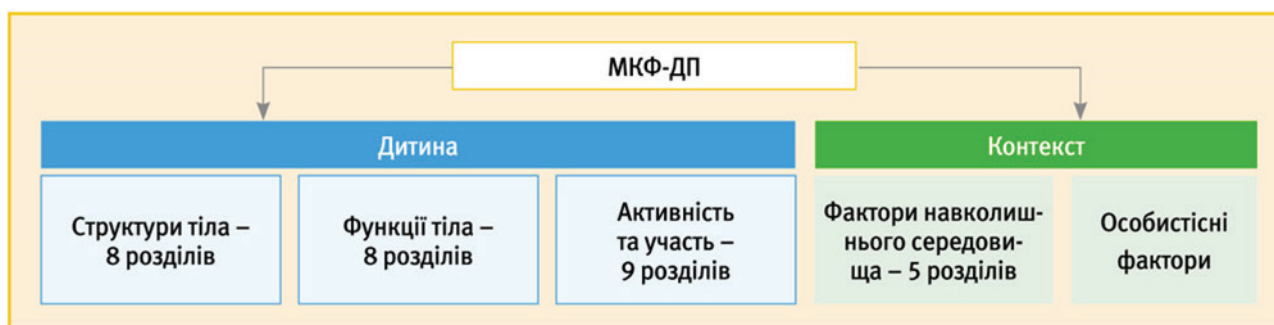 МКФ-ДП
Дитина
Контекст
Структури тіла –
8 розділів
Функції тіла –
8 розділів
Активність
та участь –
9 розділів
Фактори навколиш-
нього середови-
ща – 5 розділів
Особистісні
фактори